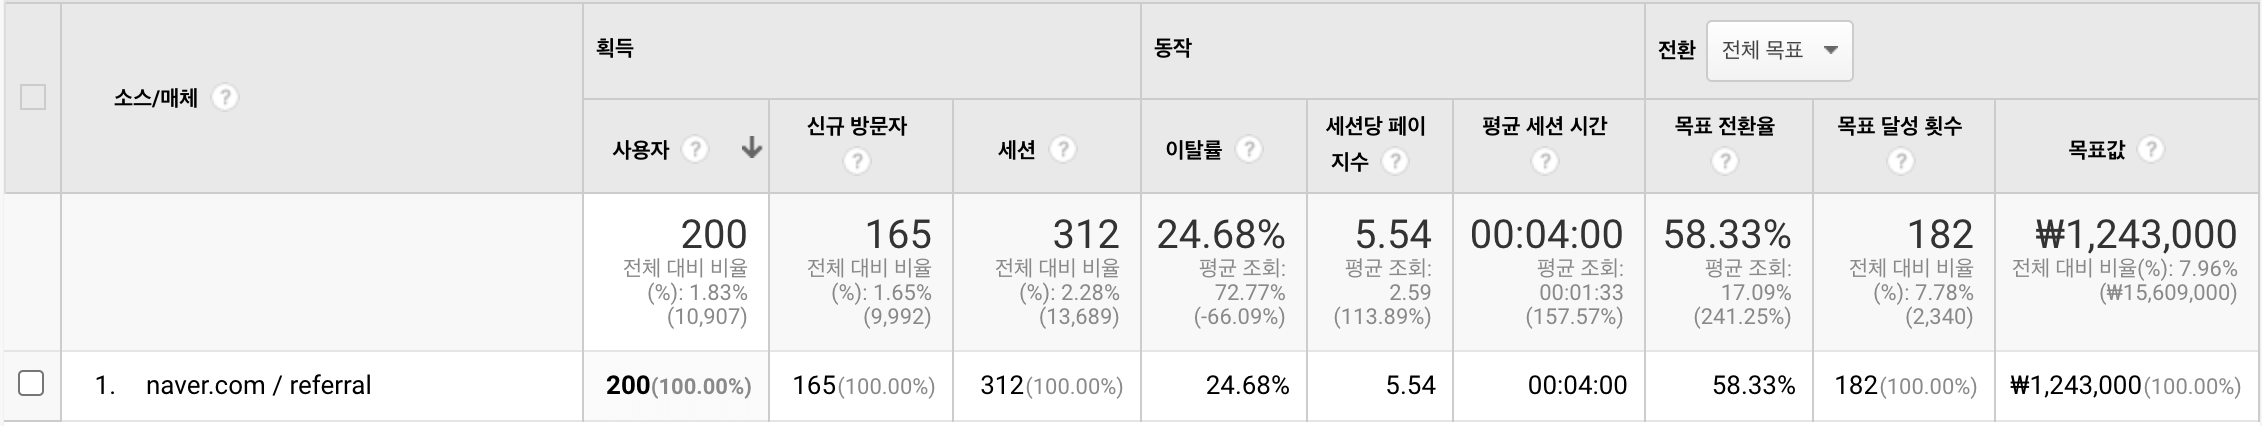 소스/매체 ?
획득
동작
전환 전체 목표
사용자 ?
신규 방문자
?
세션 ?
이탈률 ?
세션당 페이
지수 ?
평균 세션 시간
?
목표 전환율
?
목표 달성 횟수
?
목표값 ?
200
전체 대비 비율
(%): 1.83%
(10,907)
165
전체 대비 비율
(%): 1.65%
(9,992)
312
전체 대비 비율
(%): 2.28%
(13,689)
24.68%
평균 조회:
72.77%
(-66.09%)
5.54
평균 조회:
2.59
(113.89%)
00:04:00
평균 조회:
00:01:33
(157.57%)
58.33%
평균 조회:
17.09%
(241.25%)
182
전체 대비 비율
(%): 7.78%
(2,340)
₩1,243,000
전체 대비 비율(%): 7.96%
(₩15,609,000)
1. naver.com / referral 200(100.00%) 165(100.00%) 312(100.00%) 24.68% 5.54 00:04:00 58.33% 182(100.00%) ₩1,243,000(100.00%)